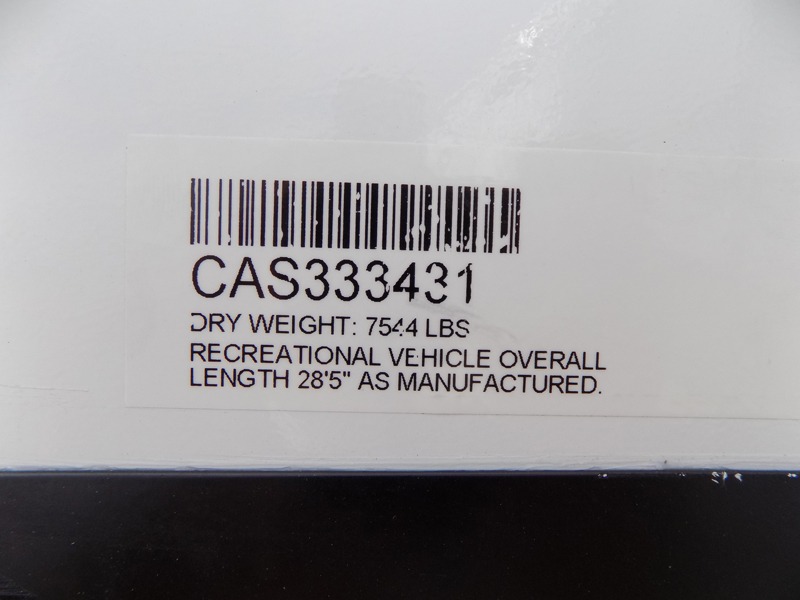 CAS333431
DRY WEIGHT: 7544 LBS
RECREATIONAL VEHICLE OVERALL
LENGTH 28'5" AS MANUFACTURED.